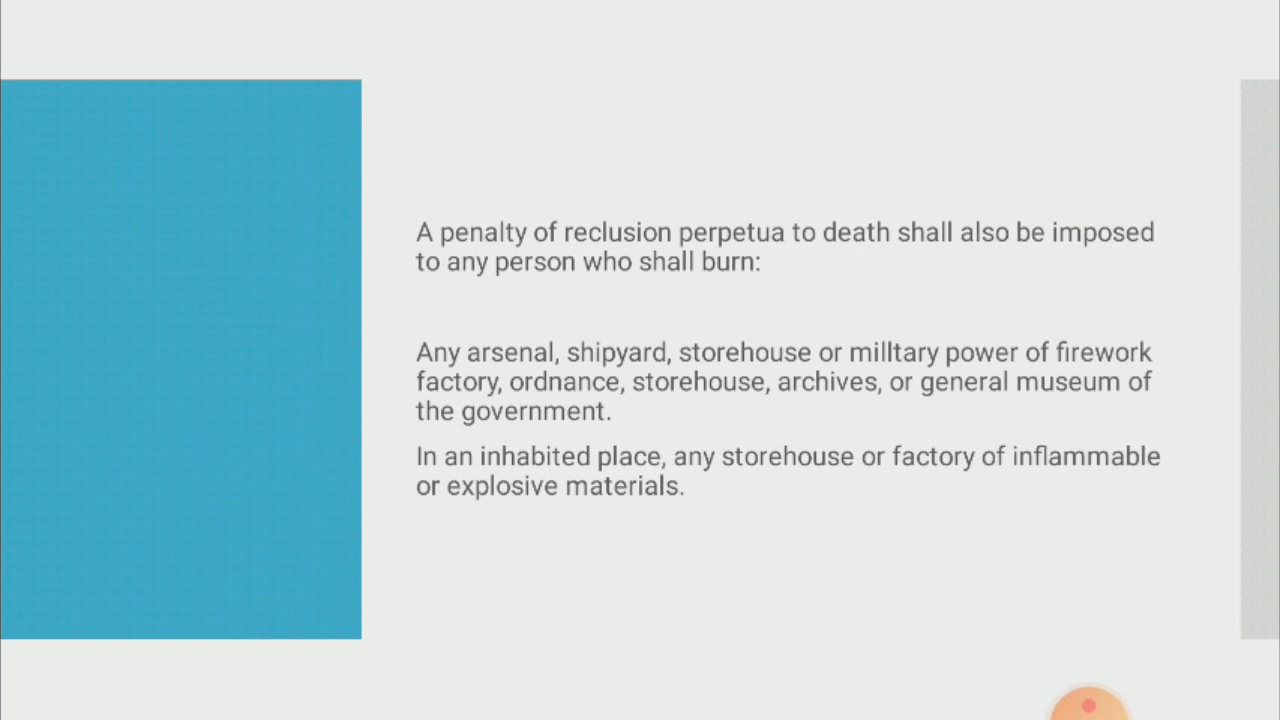 A penalty of reclusion perpetua to death shall also be imposed
to any person who shall burn:
Any arsenal, shipyard, storehouse or milltary power of firework
factory, ordnance, storehouse, archives, or general museum of
the government.
In an inhabited place, any storehouse or factory of inflammable
or explosive materials.